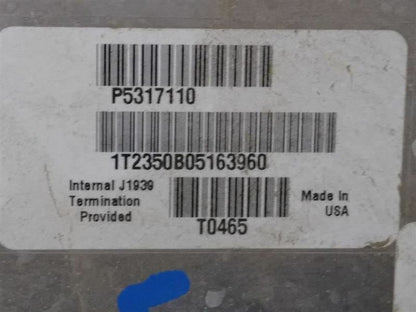 P5317110
1T2350B05163960
Internal J1939
Termination
Provided
T0465
Made In
USA